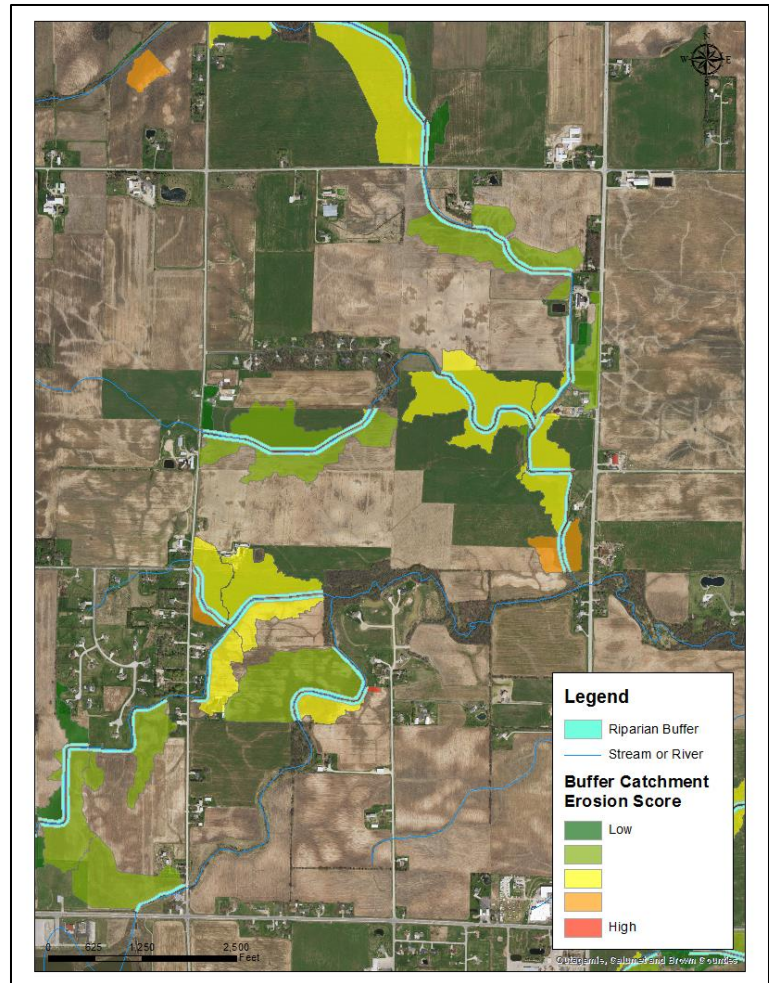 N
W E
S
Legend
Riparian Buffer
Stream or River
Buffer Catchment
Erosion Score
Low
High
0 625 1,250 2,500
Feet
Outagamie, Calumet and Brown Counties